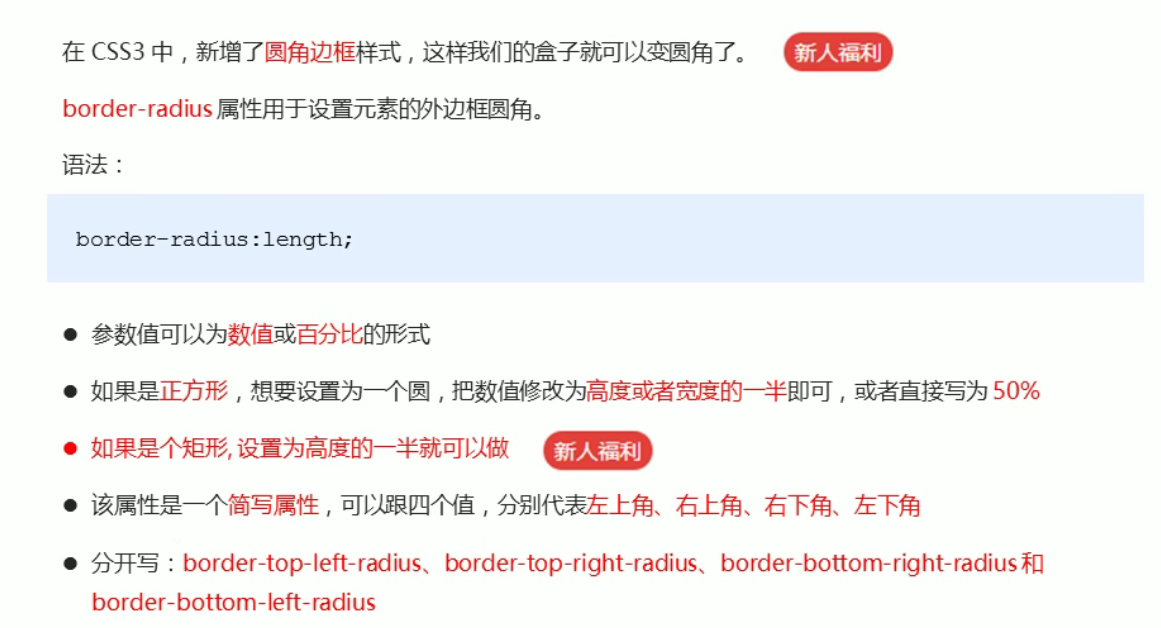 在 CSS3 中，新增了圆角边框样式，这样我们的盒子就可以变圆角了。 新人福利
border-radius 属性用于设置元素的外边框圆角。
语法：
border-radius:length;
● 参数值可以为数值或百分比的形式
● 如果是正方形，想要设置为一个圆，把数值修改为高度或者宽度的一半即可，或者直接写为 50%
● 如果是个矩形, 设置为高度的一半就可以做 新人福利
● 该属性是一个简写属性，可以跟四个值，分别代表左上角、右上角、右下角、左下角
● 分开写：border-top-left-radius、border-top-right-radius、border-bottom-right-radius 和
border-bottom-left-radius